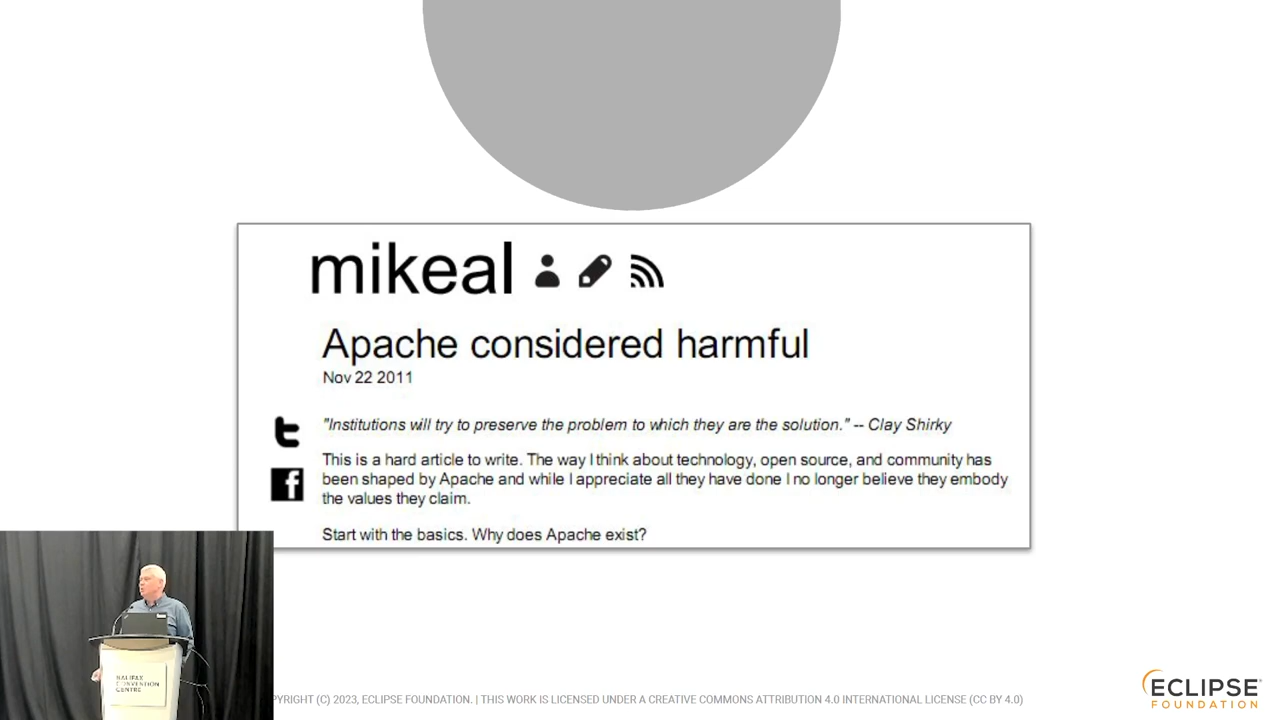 mikeal
Apache considered harmful
Nov 22 2011
"Institutions will try to preserve the problem to which they are the solution." -- Clay Shirky
This is a hard article to write. The way I think about technology, open source, and community has
been shaped by Apache and while I appreciate all they have done I no longer believe they embody
the values they claim.
Start with the basics. Why does Apache exist?
HALIFAX
CONVENTION
CENTRE
PYRIGHT (C) 2023, ECLIPSE FOUNDATION. | THIS WORK IS LICENSED UNDER A CREATIVE COMMONS ATTRIBUTION 4.0 INTERNATIONAL LICENSE (CC BY 4.0)
ECLIPSE
FOUNDATION